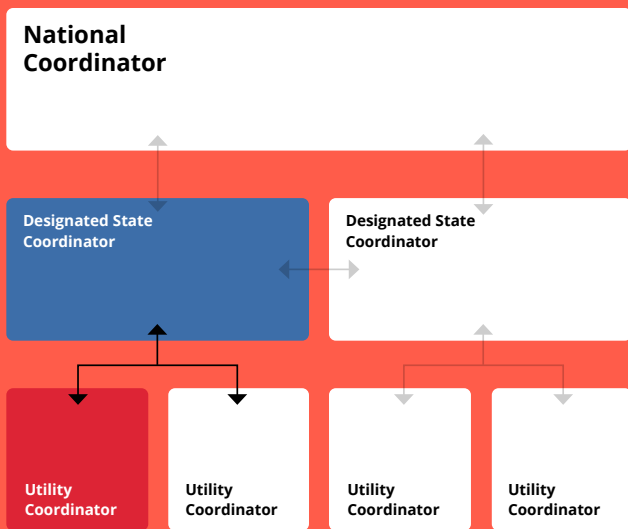 National
Coordinator
Designated State
Coordinator
Designated State
Coordinator
Utility
Coordinator
Utility
Coordinator
Utility
Coordinator
Utility
Coordinator